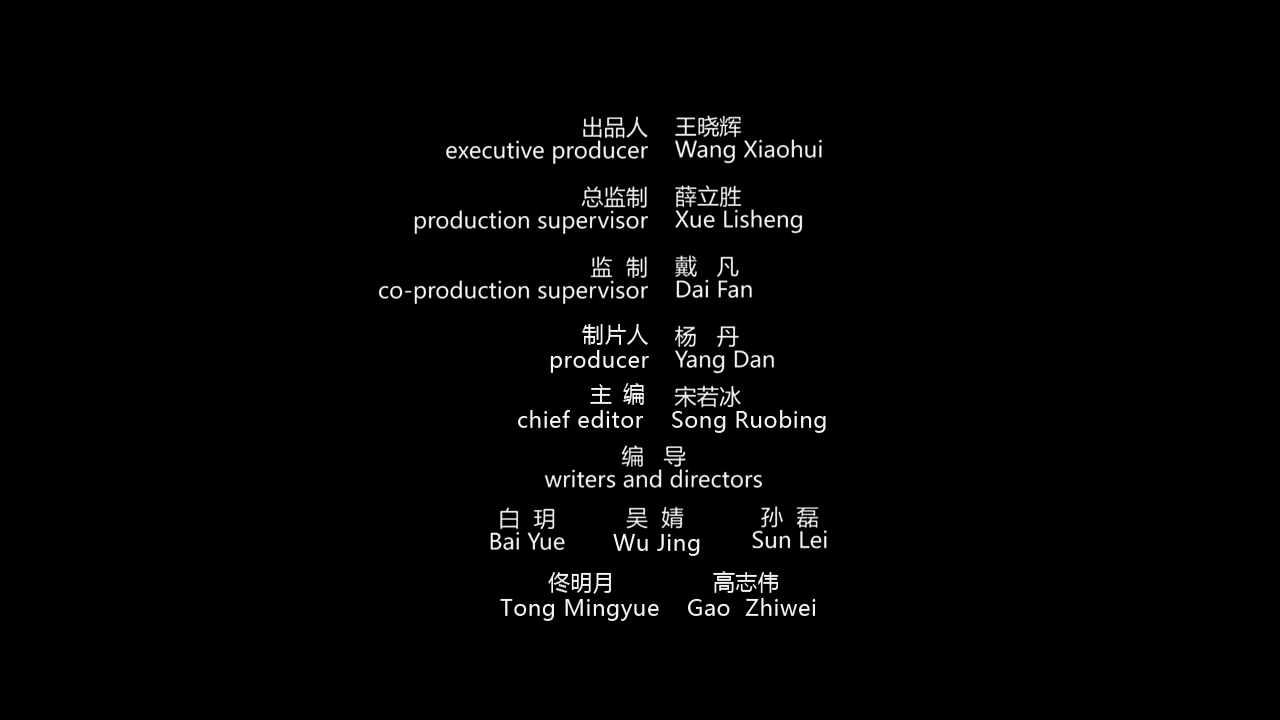 出品人 王晓辉
executive producer Wang Xiaohui
总监制 薛立胜
production supervisor Xue Lisheng
监 制 戴 凡
co-production supervisor Dai Fan
制片人 杨 丹
producer Yang Dan
主 编 宋若冰
chief editor Song Ruobing
编 导
writers and directors
白 玥 吴 婧 孙 磊
Bai Yue Wu Jing Sun Lei
佟明月 高志伟
Tong Mingyue Gao Zhiwei